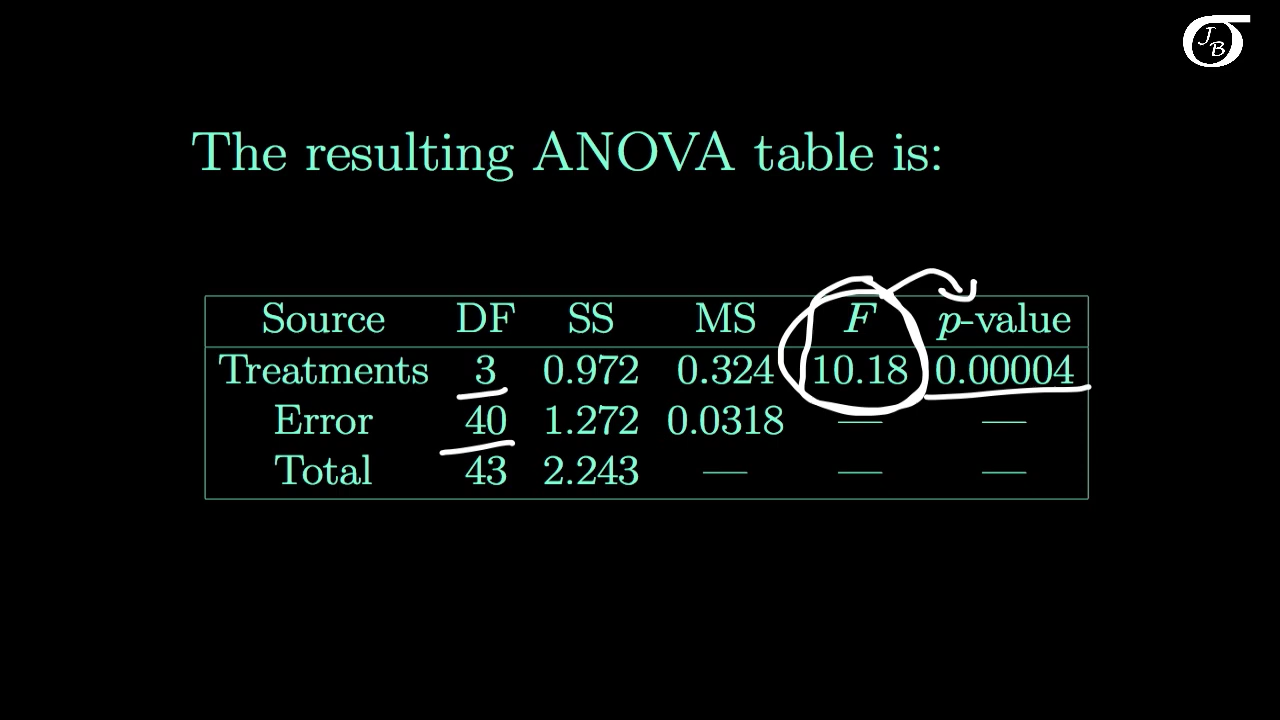 JB
The resulting ANOVA table is:
Source DF SS MS F p-value
Treatments 3 0.972 0.324 10.18 0.00004
Error 40 1.272 0.0318 — —
Total 43 2.243 — — —